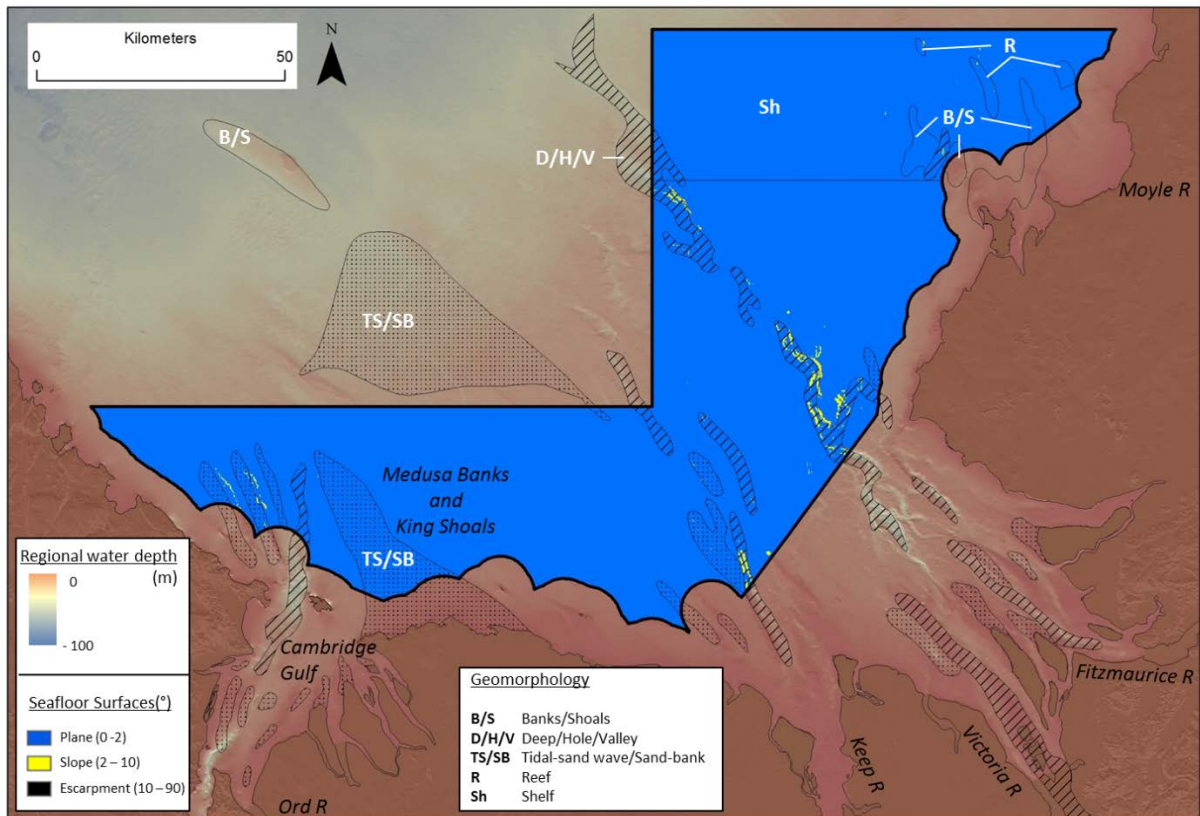 Kilometers
0 50
N
R
Sh
B/S
B/S
D/H/V
Moyle R
TS/SB
Medusa Banks
and
King Shoals
TS/SB
Regional water depth
(m)
0
- 100
Seafloor Surfaces(°)
Plane (0 -2)
Slope (2 – 10)
Escarpment (10 – 90)
Cambridge
Gulf
Ord R
Geomorphology
B/S Banks/Shoals
D/H/V Deep/Hole/Valley
TS/SB Tidal-sand wave/Sand-bank
R Reef
Sh Shelf
Keep R
Victoria R
Fitzmaurice R